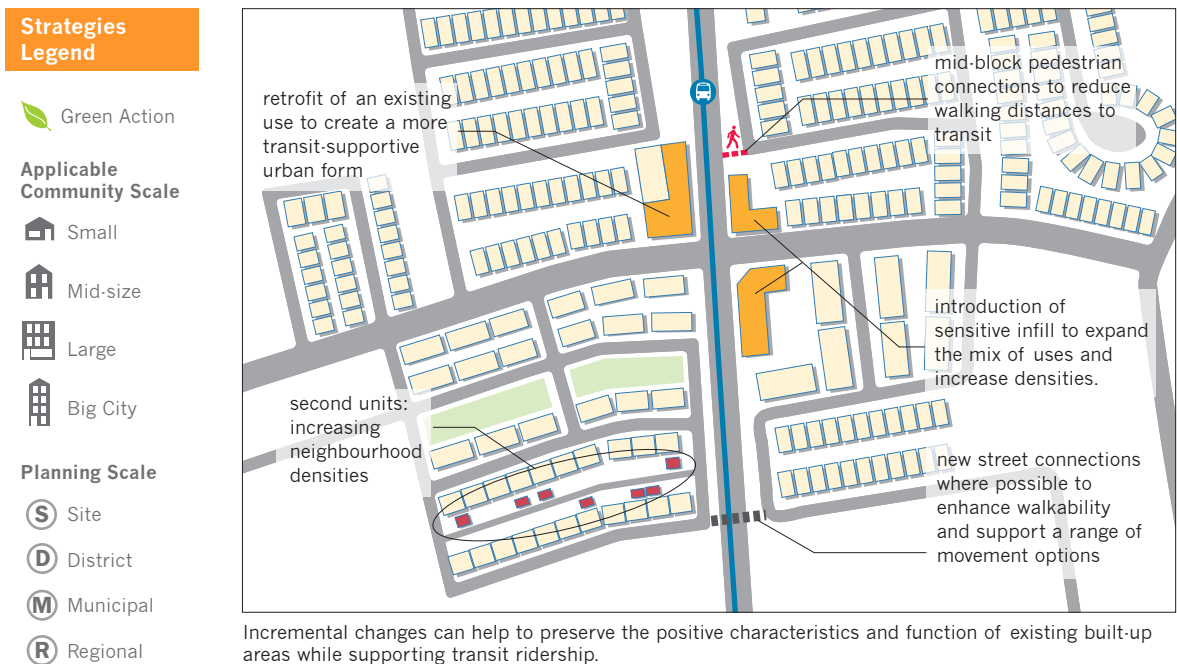 Strategies
Legend
Green Action
Applicable
Community Scale
Small
Mid-size
Large
Big City
Planning Scale
S Site
D District
M Municipal
R Regional
retrofit of an existing
use to create a more
transit-supportive
urban form
mid-block pedestrian
connections to reduce
walking distances to
transit
introduction of
sensitive infill to expand
the mix of uses and
increase densities.
second units:
increasing
neighbourhood
densities
new street connections
where possible to
enhance walkability
and support a range of
movement options
Incremental changes can help to preserve the positive characteristics and function of existing built-up
areas while supporting transit ridership.